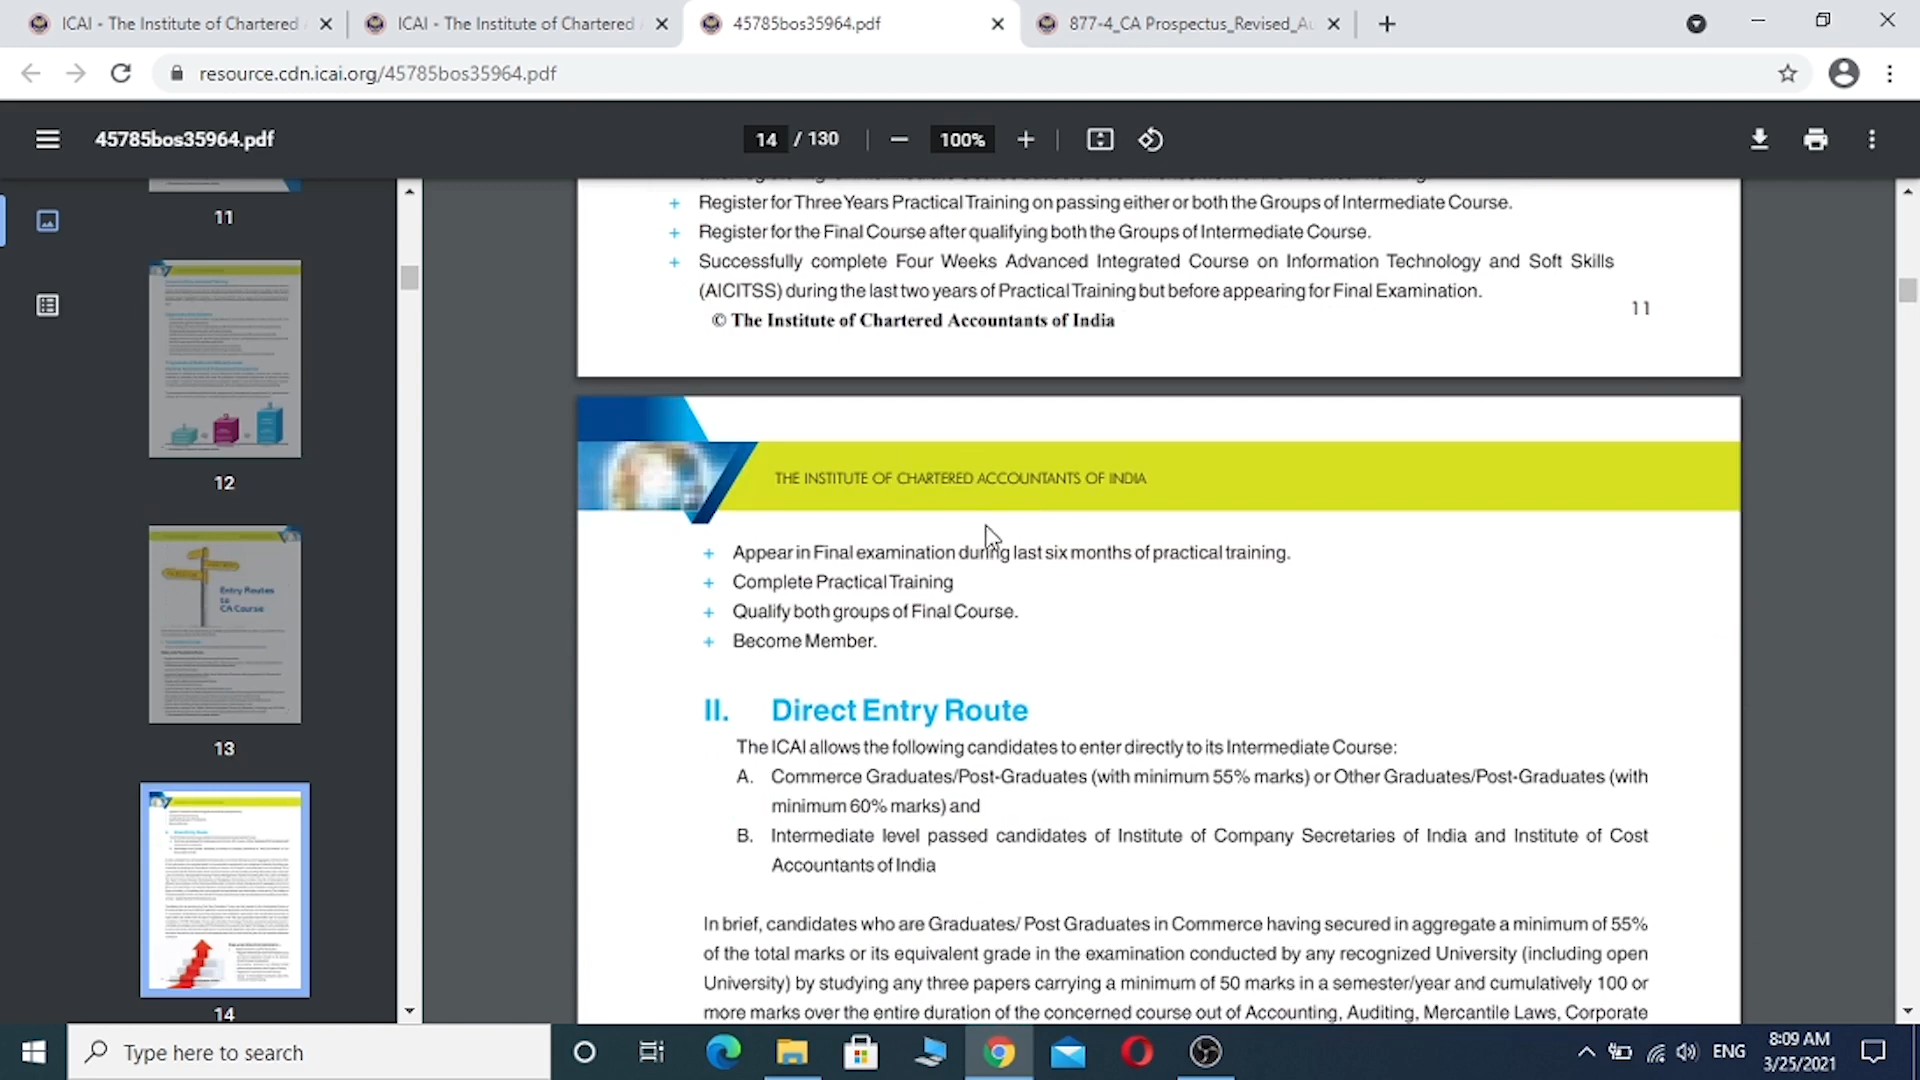 ICAI - The Institute of Chartered
ICAI - The Institute of Chartered
45785bos35964.pdf
877-4_CA Prospectus_Revised_Au
resource.cdn.icai.org/45785bos35964.pdf
45785bos35964.pdf
14 / 130
100%
11
12
Entry Routes
to
CA Course
13
14
Register for Three Years Practical Training on passing either or both the Groups of Intermediate Course.
Register for the Final Course after qualifying both the Groups of Intermediate Course.
Successfully complete Four Weeks Advanced Integrated Course on Information Technology and Soft Skills
(AICITSS) during the last two years of Practical Training but before appearing for Final Examination.
© The Institute of Chartered Accountants of India
11
THE INSTITUTE OF CHARTERED ACCOUNTANTS OF INDIA
Appear in Final examination during last six months of practical training.
Complete Practical Training
Qualify both groups of Final Course.
Become Member.
II. Direct Entry Route
The ICAI allows the following candidates to enter directly to its Intermediate Course:
A. Commerce Graduates/Post-Graduates (with minimum 55% marks) or Other Graduates/Post-Graduates (with
minimum 60% marks) and
B. Intermediate level passed candidates of Institute of Company Secretaries of India and Institute of Cost
Accountants of India
In brief, candidates who are Graduates/ Post Graduates in Commerce having secured in aggregate a minimum of 55%
of the total marks or its equivalent grade in the examination conducted by any recognized University (including open
University) by studying any three papers carrying a minimum of 50 marks in a semester/year and cumulatively 100 or
more marks over the entire duration of the concerned course out of Accounting, Auditing, Mercantile Laws, Corporate
Type here to search
ENG
8:09 AM
3/25/2021